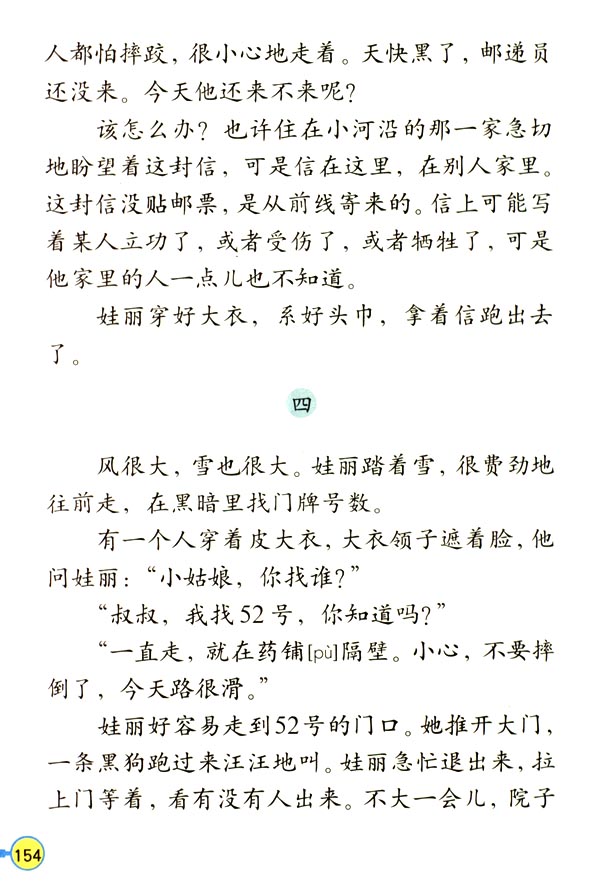 人都怕摔跤，很小心地走着。天快黑了，邮递员
还没来。今天他还来不来呢？
该怎么办？也许住在小河沿的那一家急切
地盼望着这封信，可是信在这里，在别人家里。
这封信没贴邮票，是从前线寄来的。信上可能写
着某人立功了，或者受伤了，或者牺牲了，可是
他家里的人一点儿也不知道。
娃丽穿好大衣，系好头巾，拿着信跑出去
了。
四
风很大，雪也很大。娃丽踏着雪，很费劲地
往前走，在黑暗里找门牌号数。
有一个人穿着皮大衣，大衣领子遮着脸，他
问娃丽：“小姑娘，你找谁？”
“叔叔，我找52号，你知道吗？”
“一直走，就在药铺[pù]隔壁。小心，不要摔
倒了，今天路很滑。”
娃丽好容易走到52号的门口。她推开大门，
一条黑狗跑过来汪汪地叫。娃丽急忙退出来，拉
上门等着，看有没有人出来。不大一会儿，院子
154